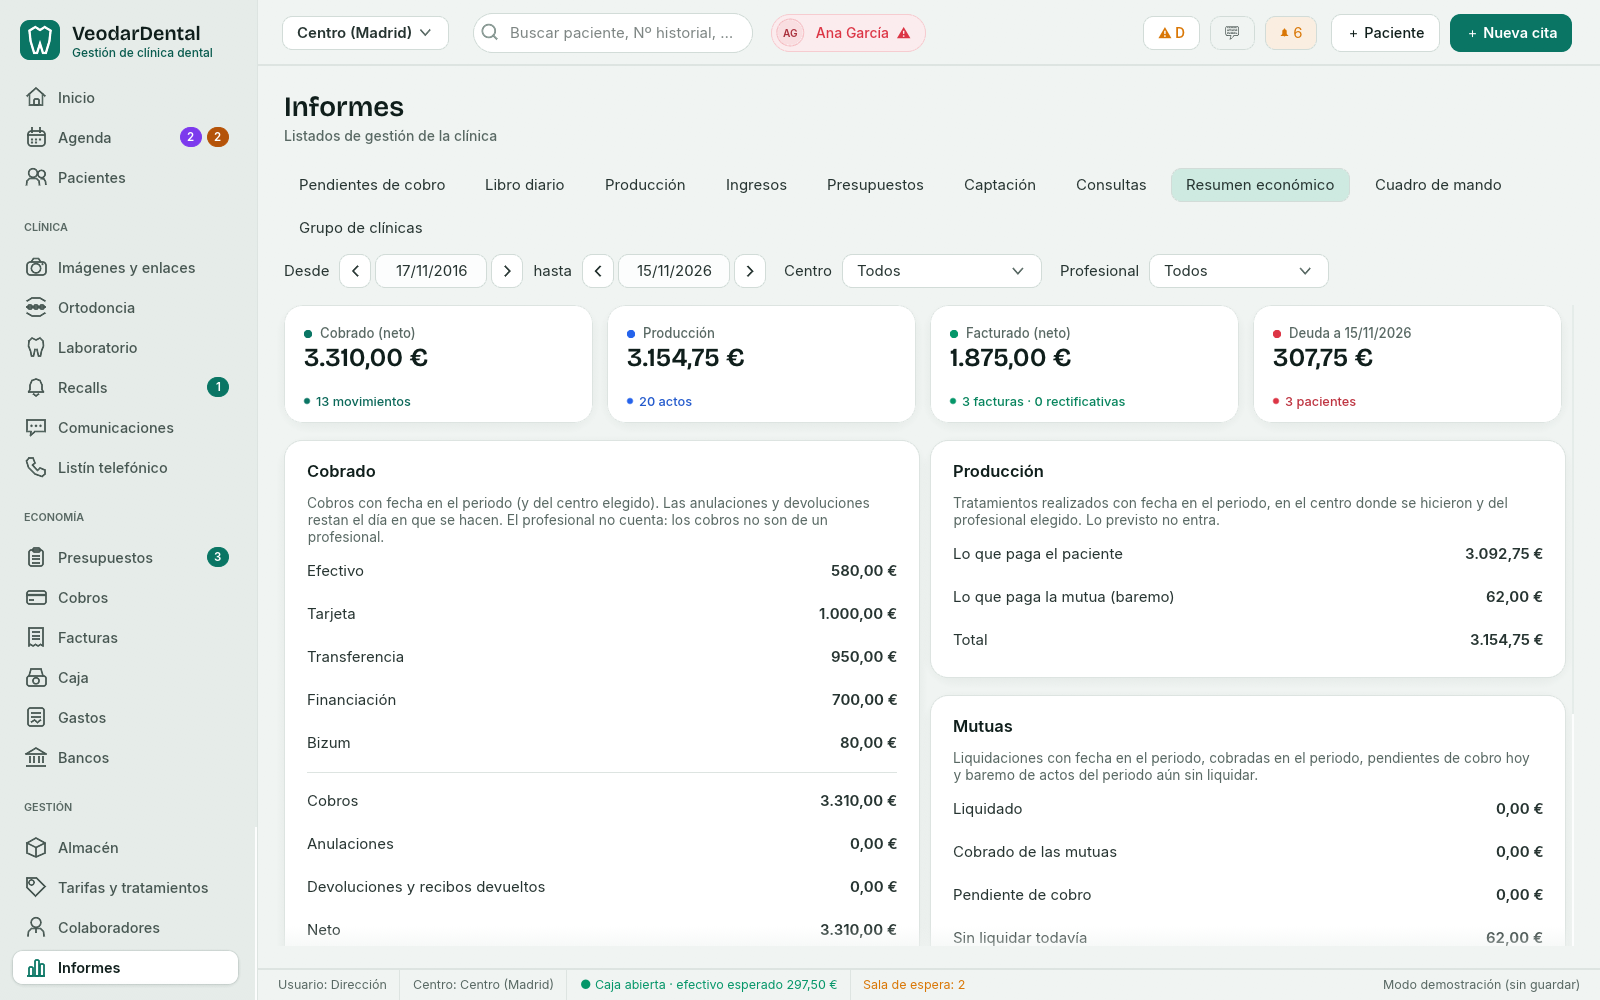 VeodarDental
Gestión de clínica dental
Centro (Madrid)
Buscar paciente, Nº historial, ...
AG Ana García
D
6
+ Paciente
+ Nueva cita
Inicio
Agenda 2 2
Pacientes
CLÍNICA
Imágenes y enlaces
Ortodoncia
Laboratorio
Recalls 1
Comunicaciones
Listín telefónico
ECONOMÍA
Presupuestos 3
Cobros
Facturas
Caja
Gastos
Bancos
GESTIÓN
Almacén
Tarifas y tratamientos
Colaboradores
Informes
Informes
Listados de gestión de la clínica
Pendientes de cobro Libro diario Producción Ingresos Presupuestos Captación Consultas Resumen económico Cuadro de mando
Grupo de clínicas
Desde 17/11/2016 hasta 15/11/2026 Centro Todos Profesional Todos
Cobrado (neto)
3.310,00 €
13 movimientos
Producción
3.154,75 €
20 actos
Facturado (neto)
1.875,00 €
3 facturas · 0 rectificativas
Deuda a 15/11/2026
307,75 €
3 pacientes
Cobrado
Cobros con fecha en el periodo (y del centro elegido). Las anulaciones y devoluciones
restan el día en que se hacen. El profesional no cuenta: los cobros no son de un
profesional.
Efectivo 580,00 €
Tarjeta 1.000,00 €
Transferencia 950,00 €
Financiación 700,00 €
Bizum 80,00 €
Cobros 3.310,00 €
Anulaciones 0,00 €
Devoluciones y recibos devueltos 0,00 €
Neto 3.310,00 €
Producción
Tratamientos realizados con fecha en el periodo, en el centro donde se hicieron y del
profesional elegido. Lo previsto no entra.
Lo que paga el paciente 3.092,75 €
Lo que paga la mutua (baremo) 62,00 €
Total 3.154,75 €
Mutuas
Liquidaciones con fecha en el periodo, cobradas en el periodo, pendientes de cobro hoy
y baremo de actos del periodo aún sin liquidar.
Liquidado 0,00 €
Cobrado de las mutuas 0,00 €
Pendiente de cobro 0,00 €
Sin liquidar todavía 62,00 €
Usuario: Dirección
Centro: Centro (Madrid)
Caja abierta · efectivo esperado 297,50 €
Sala de espera: 2
Modo demostración (sin guardar)